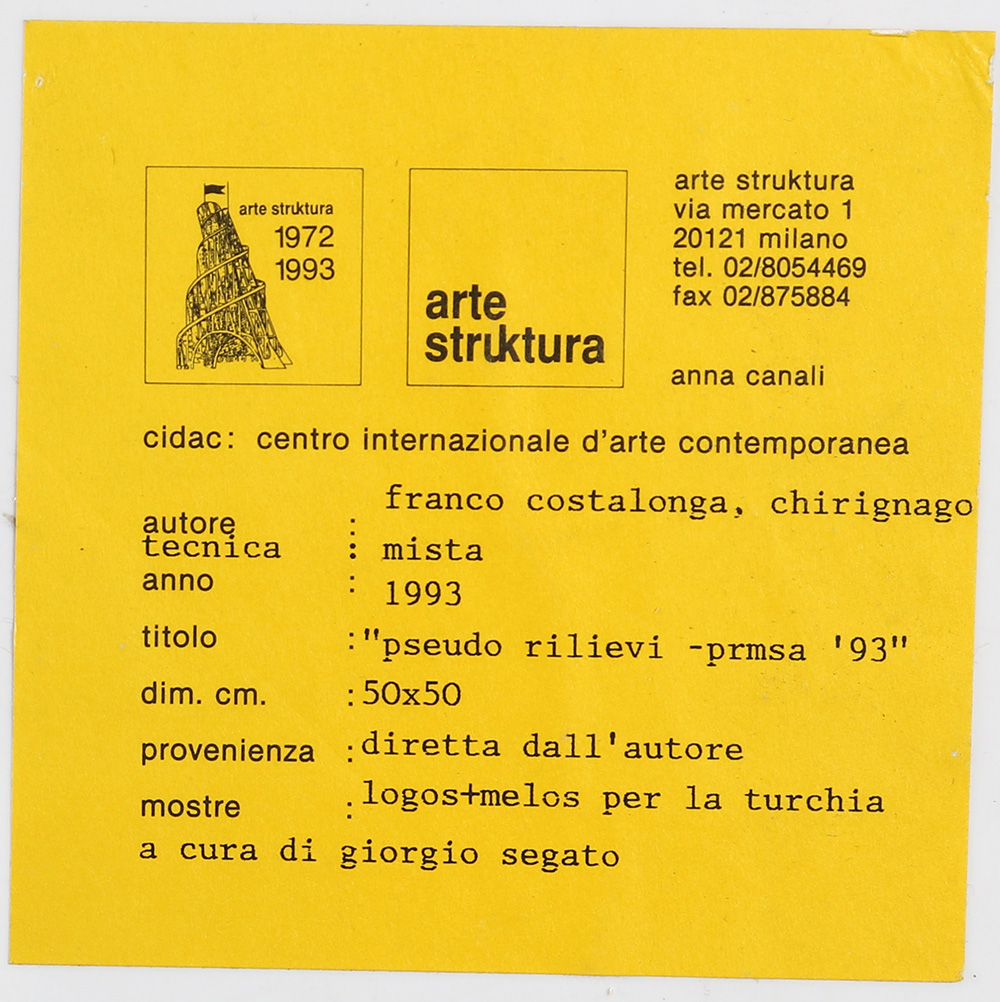 arte struktura
1972
1993
arte
struktura
arte struktura
via mercato 1
20121 milano
tel. 02/8054469
fax 02/875884
anna canali
cidac: centro internazionale d'arte contemporanea
autore : franco costalonga, chirignago
tecnica : mista
anno : 1993
titolo :"pseudo rilievi -prmsa '93"
dim. cm. :50x50
provenienza :diretta dall'autore
mostre :logos+melos per la turchia
a cura di giorgio segato